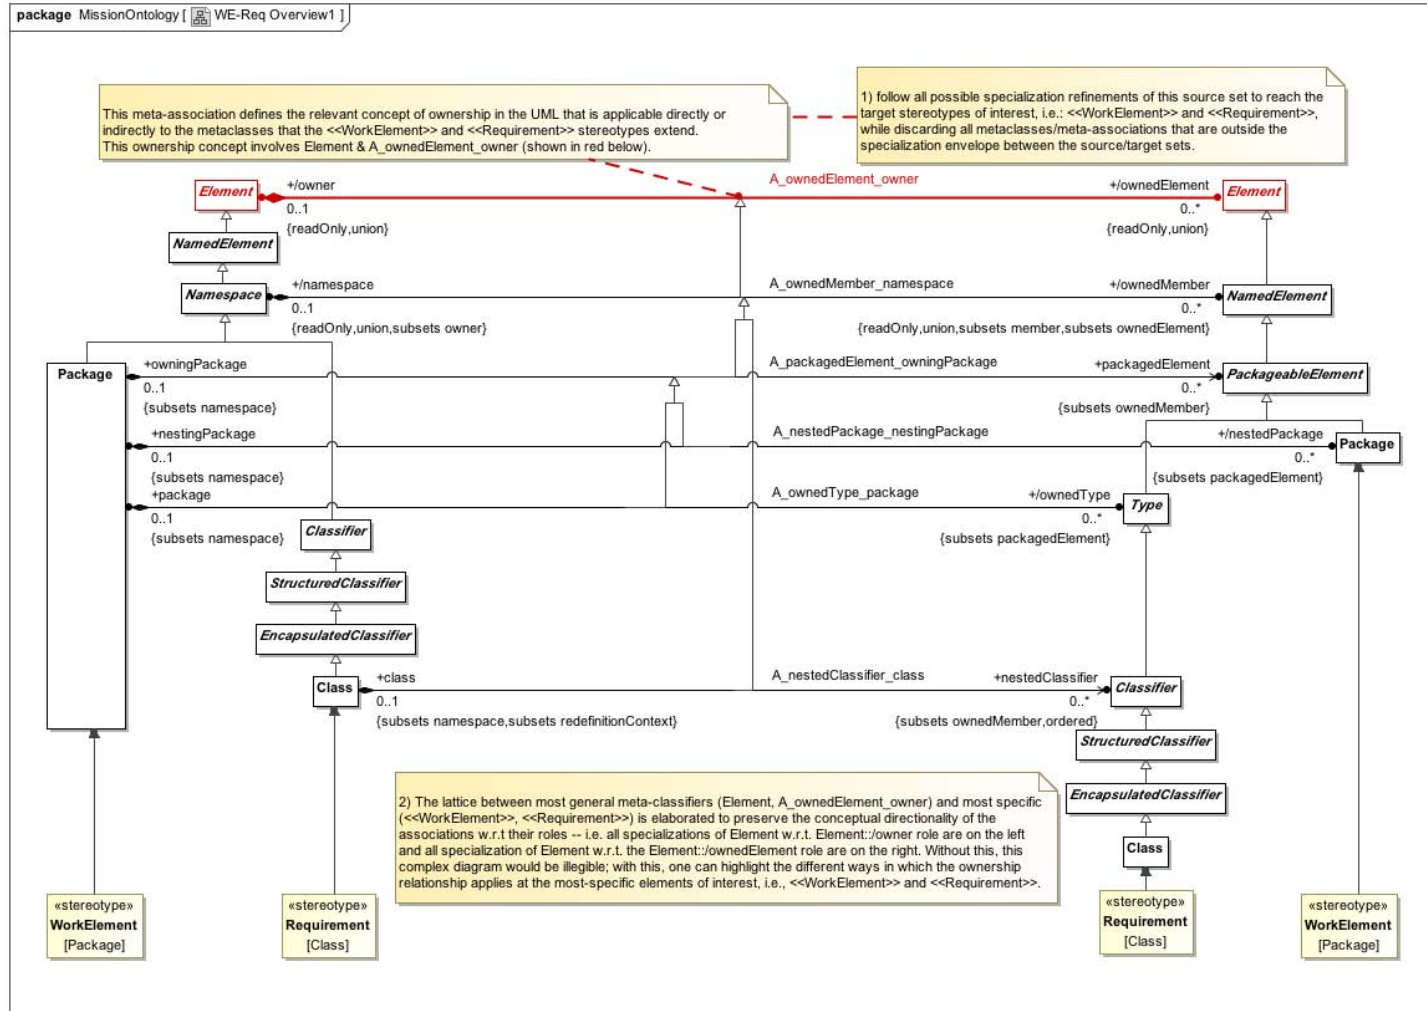 package MissionOntology [ WE-Req Overview1 ]
This meta-association defines the relevant concept of ownership in the UML that is applicable directly or
indirectly to the metaclasses that the <<WorkElement>> and <<Requirement>> stereotypes extend.
This ownership concept involves Element & A_ownedElement_owner (shown in red below).
1) follow all possible specialization refinements of this source set to reach the
target stereotypes of interest, i.e.: <<WorkElement>> and <<Requirement>>,
while discarding all metaclasses/meta-associations that are outside the
specialization envelope between the source/target sets.
Element
+/owner
0..1
{readOnly,union}
A_ownedElement_owner
+/ownedElement
0..*
{readOnly,union}
Element
NamedElement
Namespace
+/namespace
0..1
{readOnly,union,subsets owner}
A_ownedMember_namespace
+/ownedMember
0..*
{readOnly,union,subsets member,subsets ownedElement}
NamedElement
Package
+owningPackage
0..1
{subsets namespace}
A_packagedElement_owningPackage
+packagedElement
0..*
{subsets ownedMember}
PackageableElement
+nestingPackage
0..1
{subsets namespace}
A_nestedPackage_nestingPackage
+/nestedPackage
0..*
{subsets packagedElement}
Package
+package
0..1
{subsets namespace}
A_ownedType_package
+/ownedType
0..*
{subsets packagedElement}
Type
Classifier
StructuredClassifier
EncapsulatedClassifier
Class
+class
0..1
{subsets namespace,subsets redefinitionContext}
A_nestedClassifier_class
+nestedClassifier
0..*
{subsets ownedMember,ordered}
Classifier
StructuredClassifier
EncapsulatedClassifier
Class
2) The lattice between most general meta-classifiers (Element, A_ownedElement_owner) and most specific
(<<WorkElement>>, <<Requirement>>) is elaborated to preserve the conceptual directionality of the
associations w.r.t their roles -- i.e. all specializations of Element w.r.t. Element::/owner role are on the left
and all specialization of Element w.r.t. the Element::/ownedElement role are on the right. Without this, this
complex diagram would be illegible; with this, one can highlight the different ways in which the ownership
relationship applies at the most-specific elements of interest, i.e., <<WorkElement>> and <<Requirement>>.
«stereotype»
WorkElement
[Package]
«stereotype»
Requirement
[Class]
«stereotype»
Requirement
[Class]
«stereotype»
WorkElement
[Package]